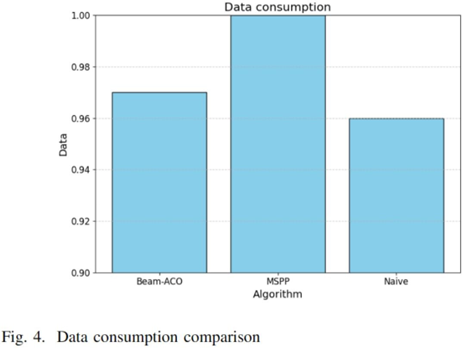 Data consumption
1.00
0.98
0.96
0.94
0.92
0.90
Data
Beam-ACO MSPP Naive
Algorithm
Fig. 4. Data consumption comparison